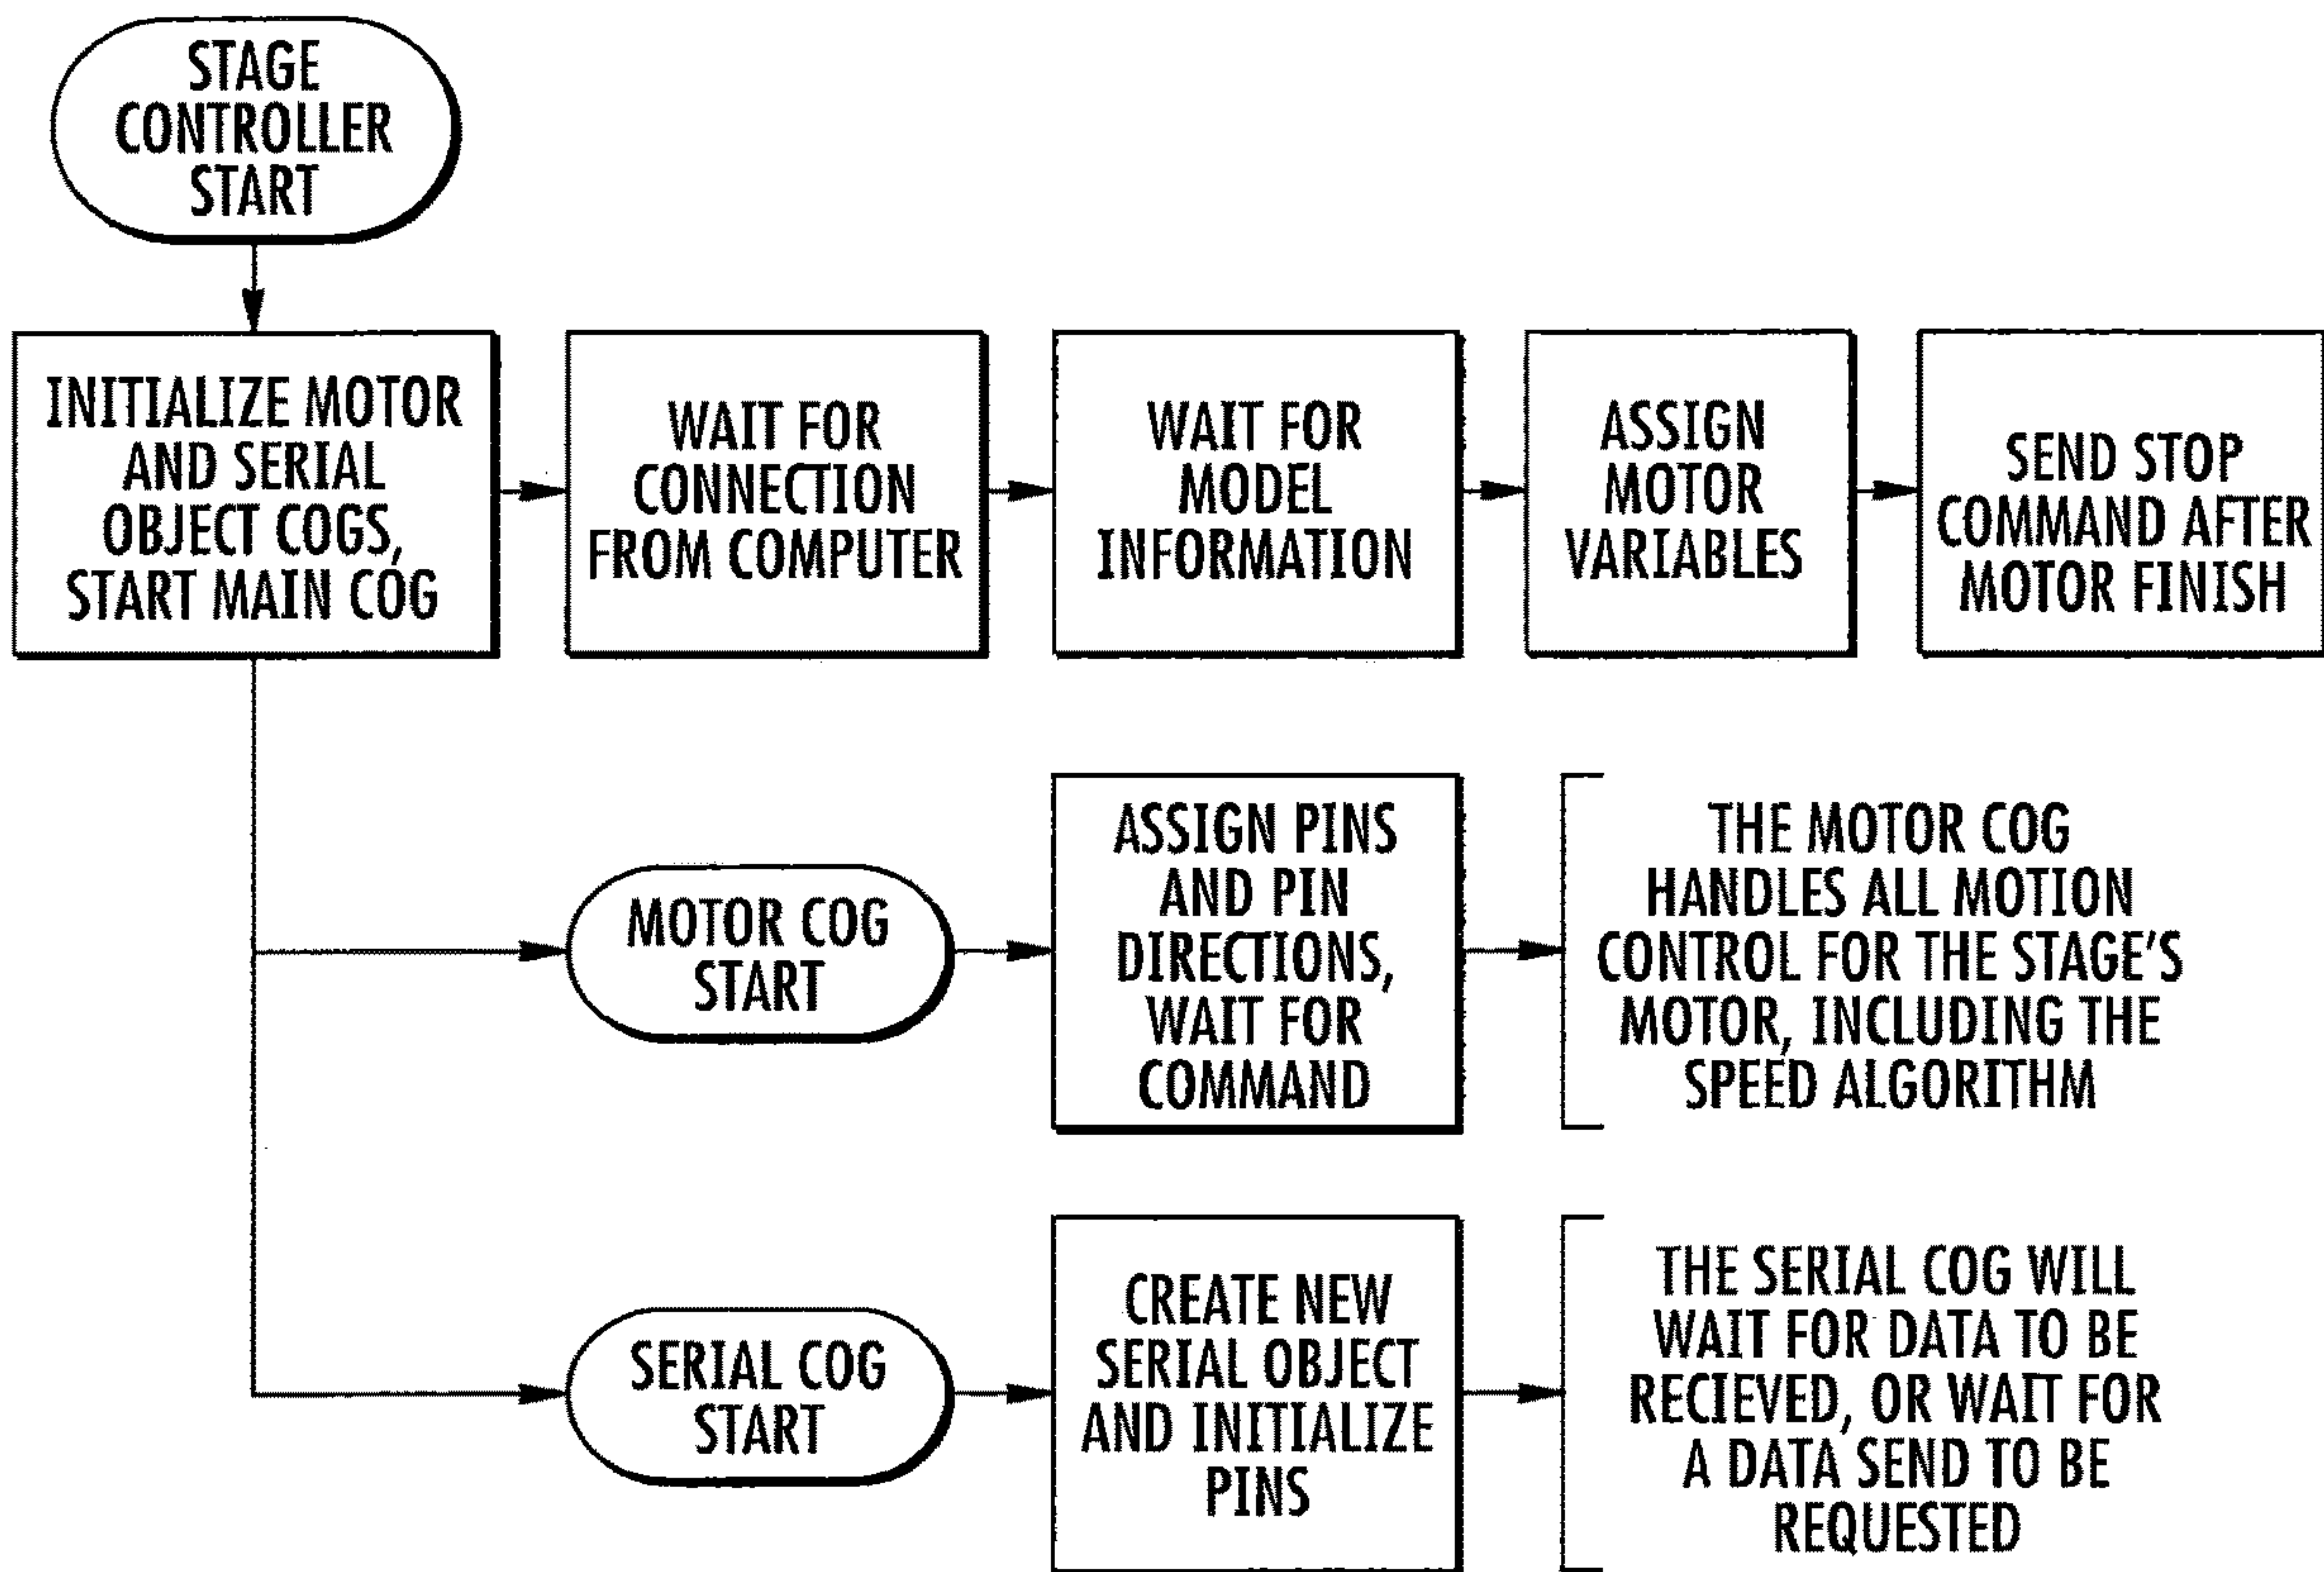 STAGE
CONTROLLER
START
INITIALIZE MOTOR
AND SERIAL
OBJECT COGS,
START MAIN COG
WAIT FOR
CONNECTION
FROM COMPUTER
WAIT FOR
MODEL
INFORMATION
ASSIGN
MOTOR
VARIABLES
SEND STOP
COMMAND AFTER
MOTOR FINISH
MOTOR COG
START
ASSIGN PINS
AND PIN
DIRECTIONS,
WAIT FOR
COMMAND
THE MOTOR COG
HANDLES ALL MOTION
CONTROL FOR THE STAGE'S
MOTOR, INCLUDING THE
SPEED ALGORITHM
SERIAL COG
START
CREATE NEW
SERIAL OBJECT
AND INITIALIZE
PINS
THE SERIAL COG WILL
WAIT FOR DATA TO BE
RECIEVED, OR WAIT FOR
A DATA SEND TO BE
REQUESTED